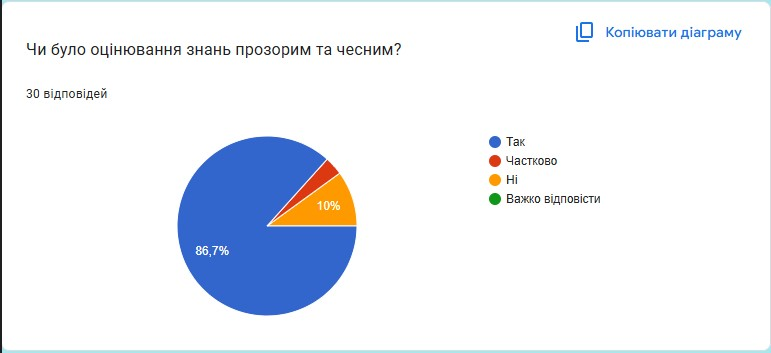 Копіювати діаграму
Чи було оцінювання знань прозорим та чесним?
30 відповідей
Так
Частково
Ні
Важко відповісти
10%
86,7%